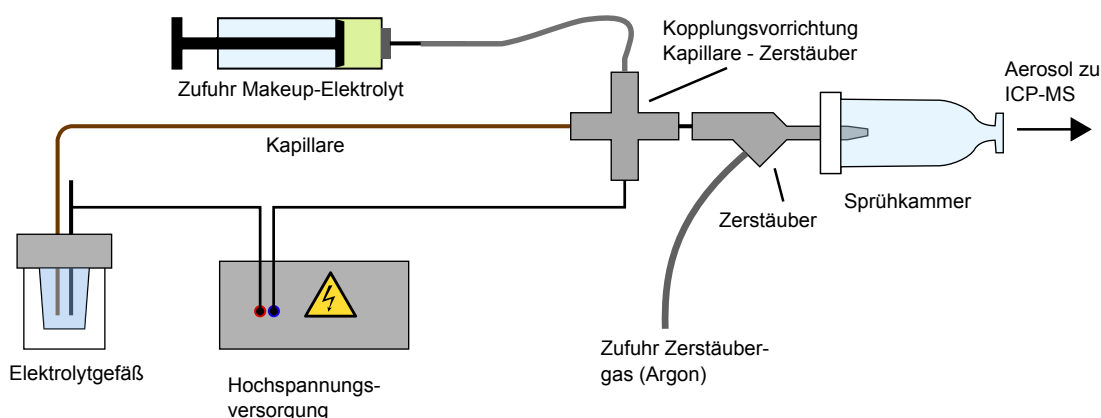 Kopplungsvorrichtung
Kapillare - Zerstäuber
Zufuhr Makeup-Elektrolyt
Aerosol zu
ICP-MS
Kapillare
Sprühkammer
Zerstäuber
Zufuhr Zerstäuber-
gas (Argon)
Elektrolytgefäß
Hochspannungs-
versorgung